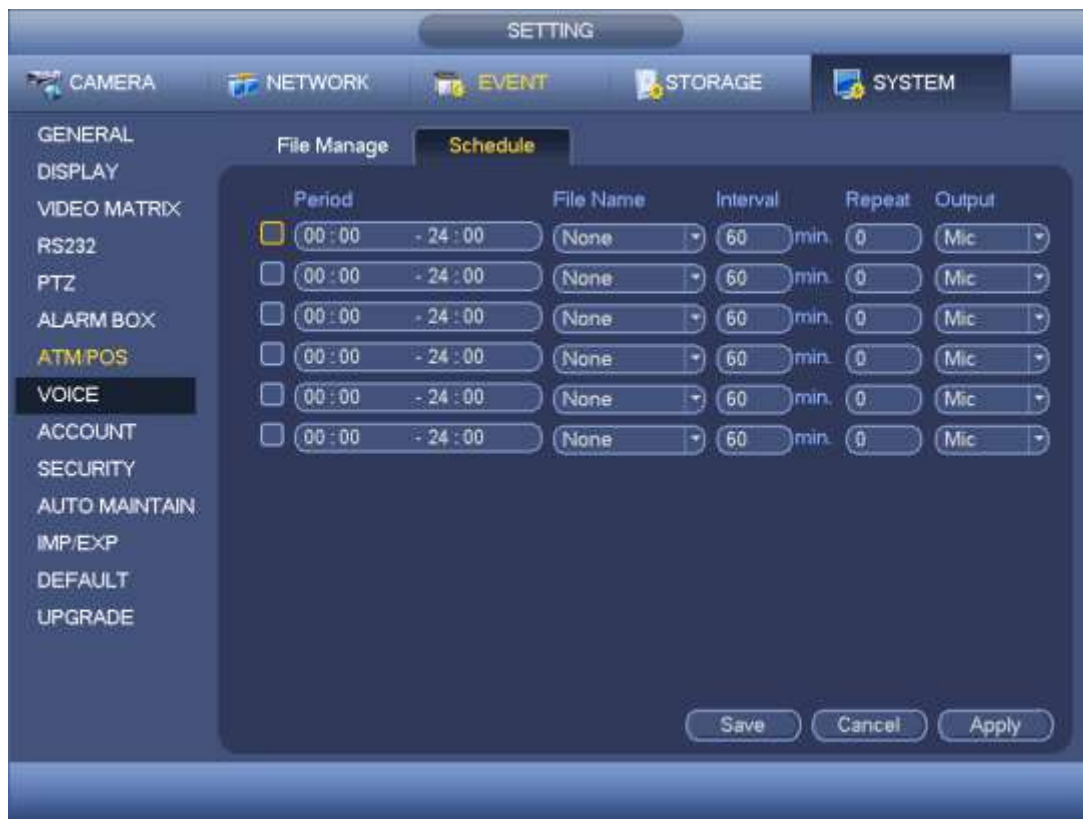 SETTING
CAMERA NETWORK EVENT STORAGE SYSTEM
GENERAL
DISPLAY
VIDEO MATRIX
RS232
PTZ
ALARM BOX
ATM/POS
VOICE
ACCOUNT
SECURITY
AUTO MAINTAIN
IMP/EXP
DEFAULT
UPGRADE
File Manage Schedule
Period File Name Interval Repeat Output
00 : 00 - 24 : 00 None 60 min. 0 Mic
00 : 00 - 24 : 00 None 60 min. 0 Mic
00 : 00 - 24 : 00 None 60 min. 0 Mic
00 : 00 - 24 : 00 None 60 min. 0 Mic
00 : 00 - 24 : 00 None 60 min. 0 Mic
00 : 00 - 24 : 00 None 60 min. 0 Mic
Save Cancel Apply